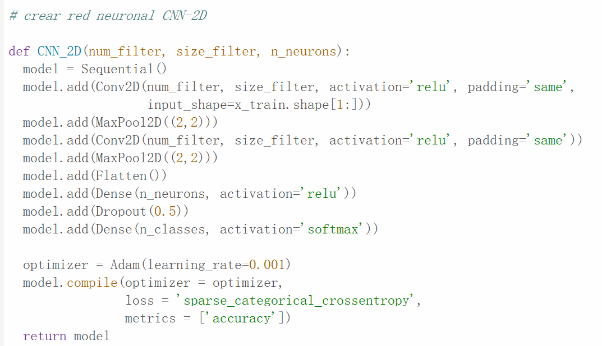 # crear red neuronal CNN-2D
def CNN_2D(num_filter, size_filter, n_neurons):
model = Sequential()
model.add(Conv2D(num_filter, size_filter, activation='relu', padding='same',
input_shape=x_train.shape[1:]))
model.add(MaxPool2D((2,2)))
model.add(Conv2D(num_filter, size_filter, activation='relu', padding='same'))
model.add(MaxPool2D((2,2)))
model.add(Flatten())
model.add(Dense(n_neurons, activation='relu'))
model.add(Dropout(0.5))
model.add(Dense(n_classes, activation='softmax'))
optimizer = Adam(learning_rate=0.001)
model.compile(optimizer = optimizer,
loss = 'sparse_categorical_crossentropy',
metrics = ['accuracy'])
return model